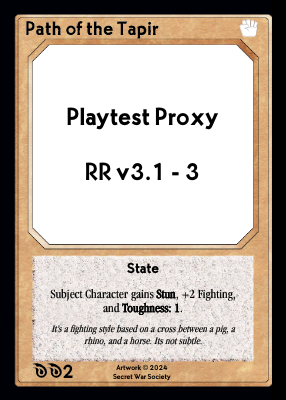 Path of the Tapir
Playtest Proxy
RR v3.1 - 3
State
Subject Character gains Stun, +2 Fighting,
and Toughness: 1.
It's a fighting style based on a cross between a pig, a
rhino, and a horse. Its not subtle.
2
Artwork © 2024
Secret War Society